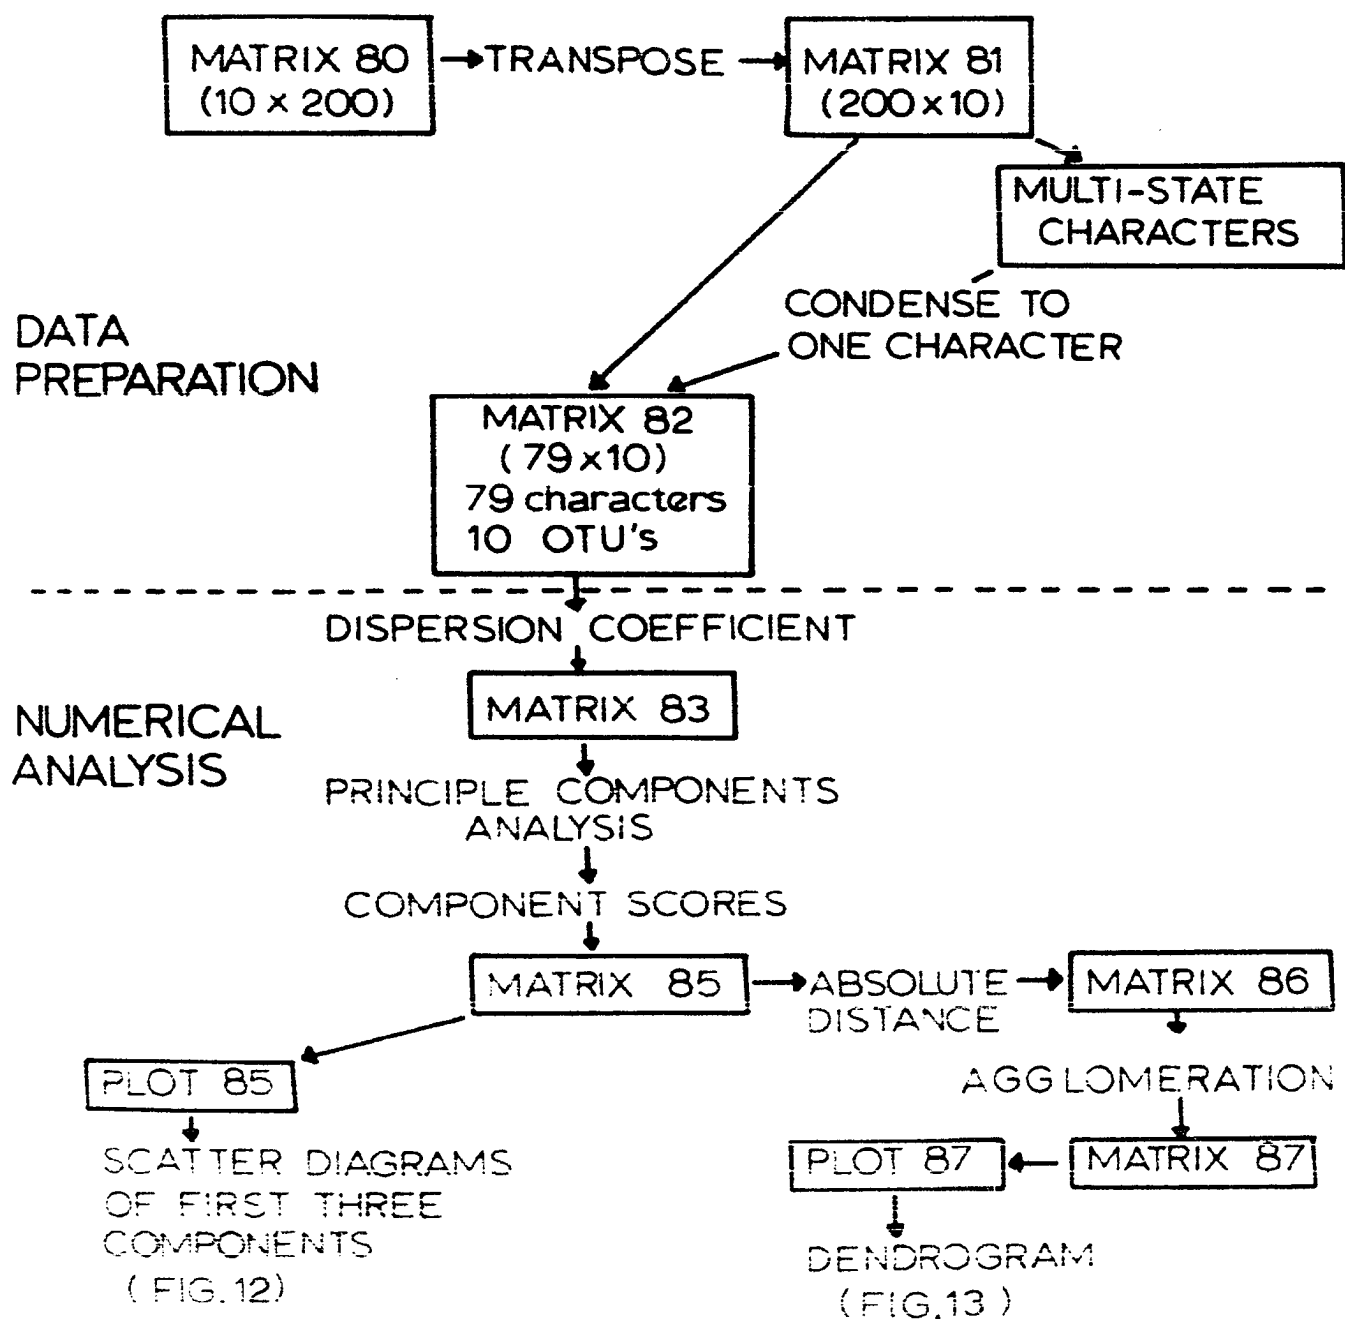 MATRIX 80
(10 x 200)
TRANSPOSE
MATRIX 81
(200 x 10)
MULTI-STATE
CHARACTERS
CONDENSE TO
ONE CHARACTER
DATA
PREPARATION
MATRIX 82
(79 x 10)
79 characters
10 OTU's
DISPERSION COEFFICIENT
MATRIX 83
NUMERICAL
ANALYSIS
PRINCIPLE COMPONENTS
ANALYSIS
COMPONENT SCORES
MATRIX 85
ABSOLUTE
DISTANCE
MATRIX 86
PLOT 85
AGGLOMERATION
SCATTER DIAGRAMS
OF FIRST THREE
COMPONENTS
(FIG. 12)
PLOT 87
MATRIX 87
DENDROGRAM
(FIG. 13)